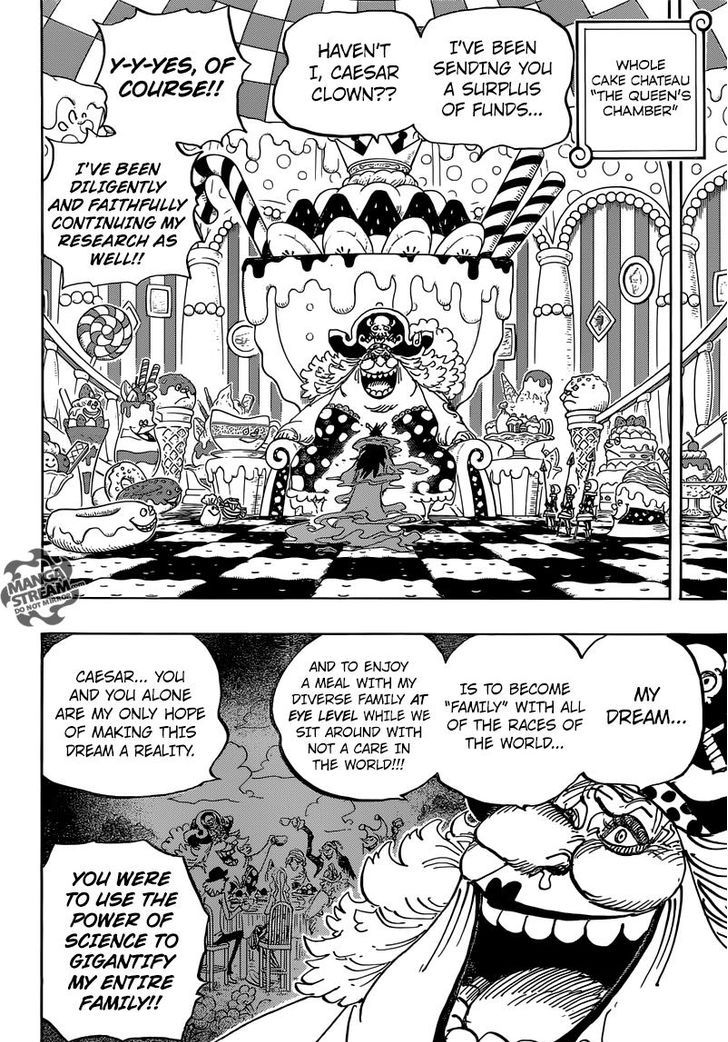 WHOLE
CAKE CHATEAU
"THE QUEEN'S
CHAMBER"
I'VE BEEN
SENDING YOU
A SURPLUS
OF FUNDS...
HAVEN'T
I, CAESAR
CLOWN??
Y-Y-YES, OF
COURSE!!
I'VE BEEN
DILIGENTLY
AND FAITHFULLY
CONTINUING MY
RESEARCH AS
WELL!!
MANGA
STREAM.com
DO NOT MIRROR
MY
DREAM...
IS TO BECOME
"FAMILY" WITH ALL
OF THE RACES OF
THE WORLD...
AND TO ENJOY
A MEAL WITH MY
DIVERSE FAMILY AT
EYE LEVEL WHILE WE
SIT AROUND WITH
NOT A CARE IN
THE WORLD!!!
CAESAR... YOU
AND YOU ALONE
ARE MY ONLY HOPE
OF MAKING THIS
DREAM A REALITY.
YOU WERE
TO USE THE
POWER OF
SCIENCE TO
GIGANTIFY
MY ENTIRE
FAMILY!!